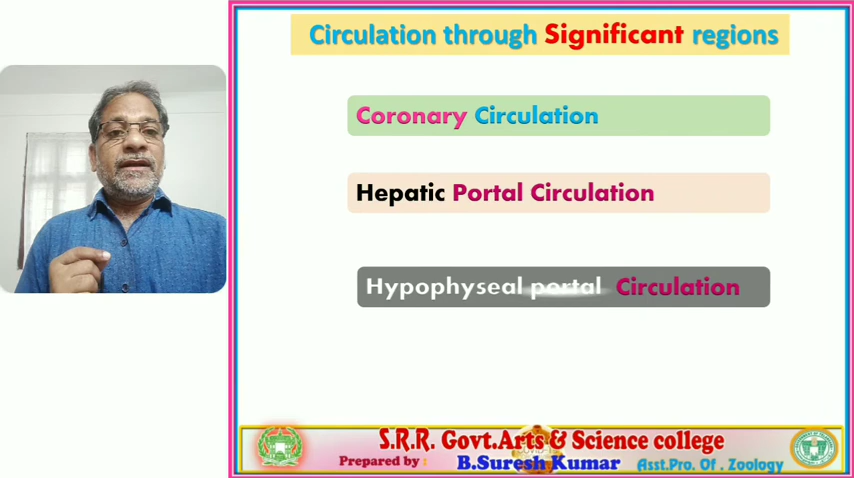 Circulation through Significant regions
Coronary Circulation
Hepatic Portal Circulation
Hypophyseal portal Circulation
S.R.R. Govt.Arts & Science college
Prepared by : B.Suresh Kumar Asst.Pro. Of . Zoology